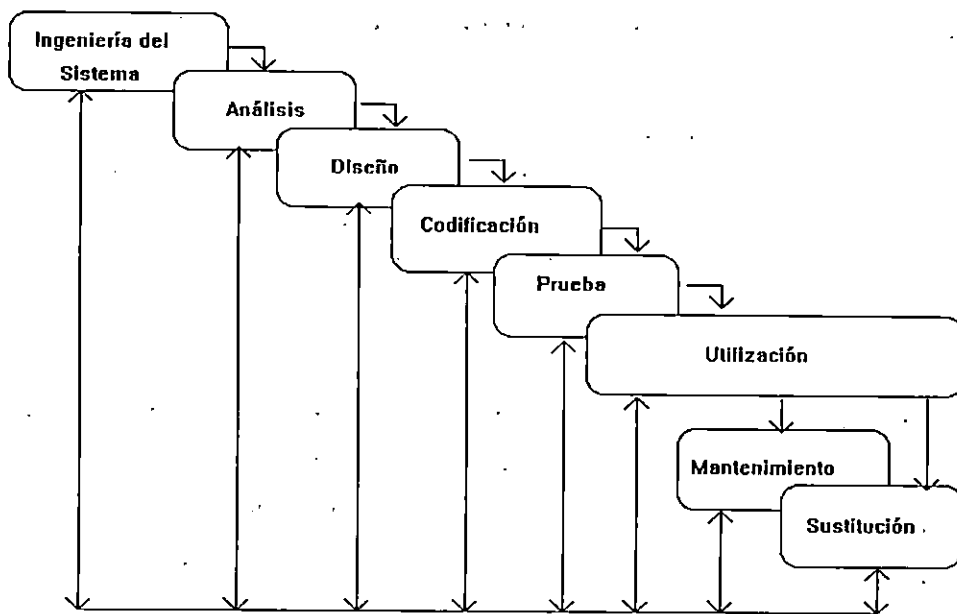 Ingeniería del
Sistema
Análisis
Diseño
Codificación
Prueba
Utilización
Mantenimiento
Sustitución